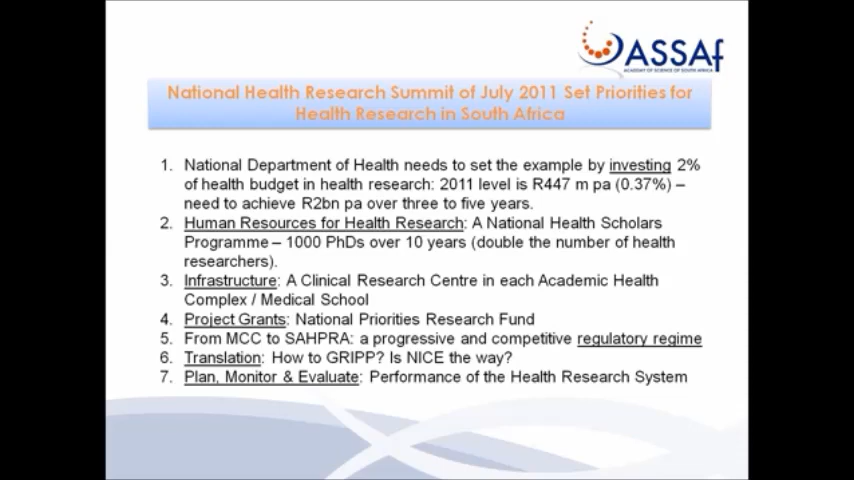 ASSAf
ACADEMY OF SCIENCE OF SOUTH AFRICA
National Health Research Summit of July 2011 Set Priorities for
Health Research in South Africa
1. National Department of Health needs to set the example by investing 2%
of health budget in health research: 2011 level is R447 m pa (0.37%) –
need to achieve R2bn pa over three to five years.
2. Human Resources for Health Research: A National Health Scholars
Programme – 1000 PhDs over 10 years (double the number of health
researchers).
3. Infrastructure: A Clinical Research Centre in each Academic Health
Complex / Medical School
4. Project Grants: National Priorities Research Fund
5. From MCC to SAHPRA: a progressive and competitive regulatory regime
6. Translation: How to GRIPP? Is NICE the way?
7. Plan, Monitor & Evaluate: Performance of the Health Research System